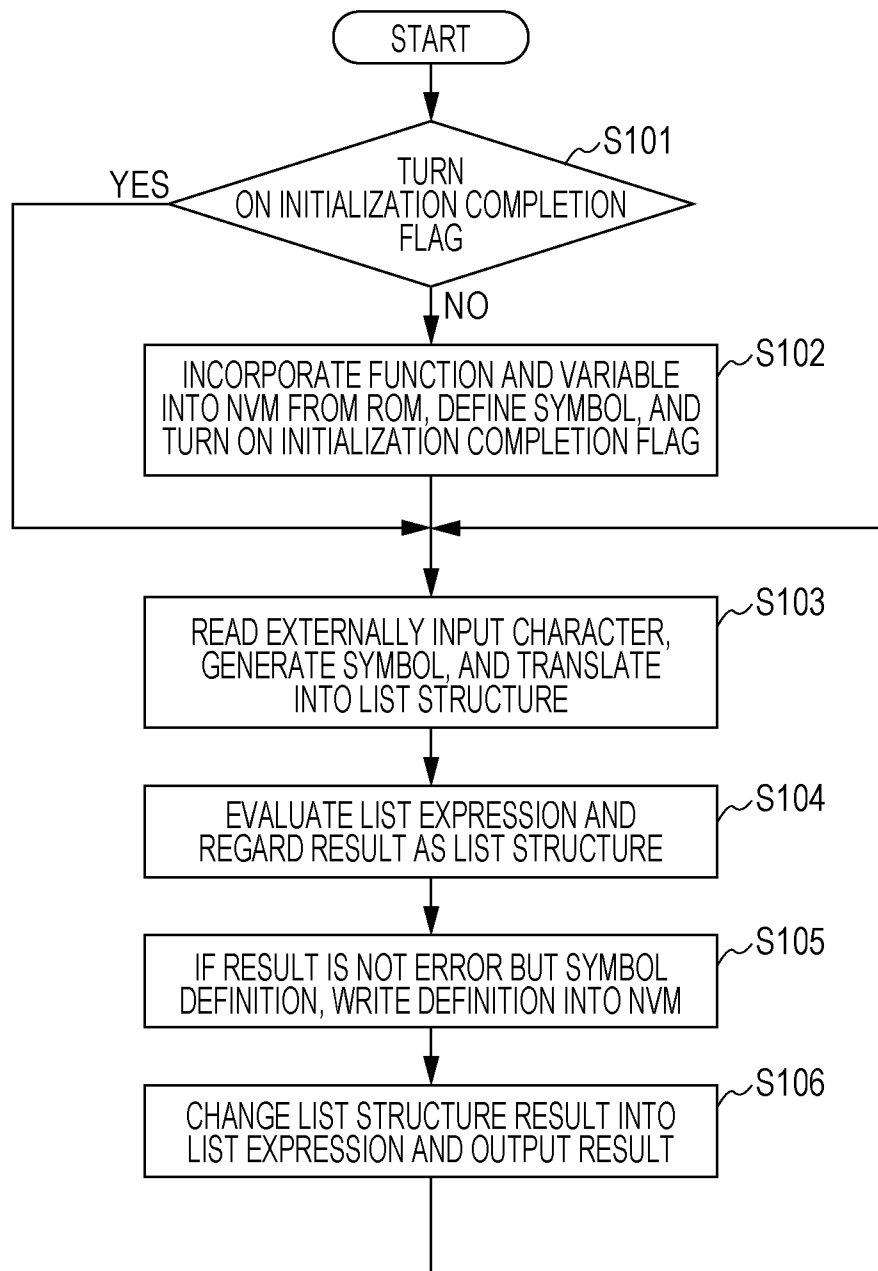 START
S101
TURN
ON INITIALIZATION COMPLETION
FLAG
YES
NO
S102
INCORPORATE FUNCTION AND VARIABLE
INTO NVM FROM ROM, DEFINE SYMBOL, AND
TURN ON INITIALIZATION COMPLETION FLAG
S103
READ EXTERNALLY INPUT CHARACTER,
GENERATE SYMBOL, AND TRANSLATE
INTO LIST STRUCTURE
S104
EVALUATE LIST EXPRESSION AND
REGARD RESULT AS LIST STRUCTURE
S105
IF RESULT IS NOT ERROR BUT SYMBOL
DEFINITION, WRITE DEFINITION INTO NVM
S106
CHANGE LIST STRUCTURE RESULT INTO
LIST EXPRESSION AND OUTPUT RESULT